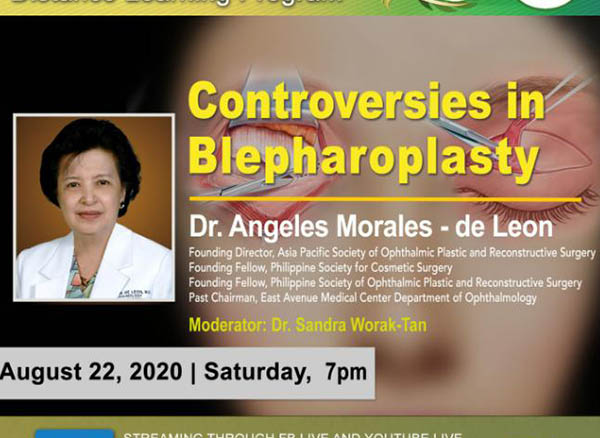 Distance Learning Program
Controversies in
Blepharoplasty
Dr. Angeles Morales - de Leon
Founding Director, Asia Pacific Society of Ophthalmic Plastic and Reconstructive Surgery
Founding Fellow, Philippine Society for Cosmetic Surgery
Founding Fellow, Philippine Society of Ophthalmic Plastic and Reconstructive Surgery
Past Chairman, East Avenue Medical Center Department of Ophthalmology
Moderator: Dr. Sandra Worak-Tan
August 22, 2020 | Saturday, 7pm
STREAMING THROUGH FB LIVE AND YOUTUBE LIVE